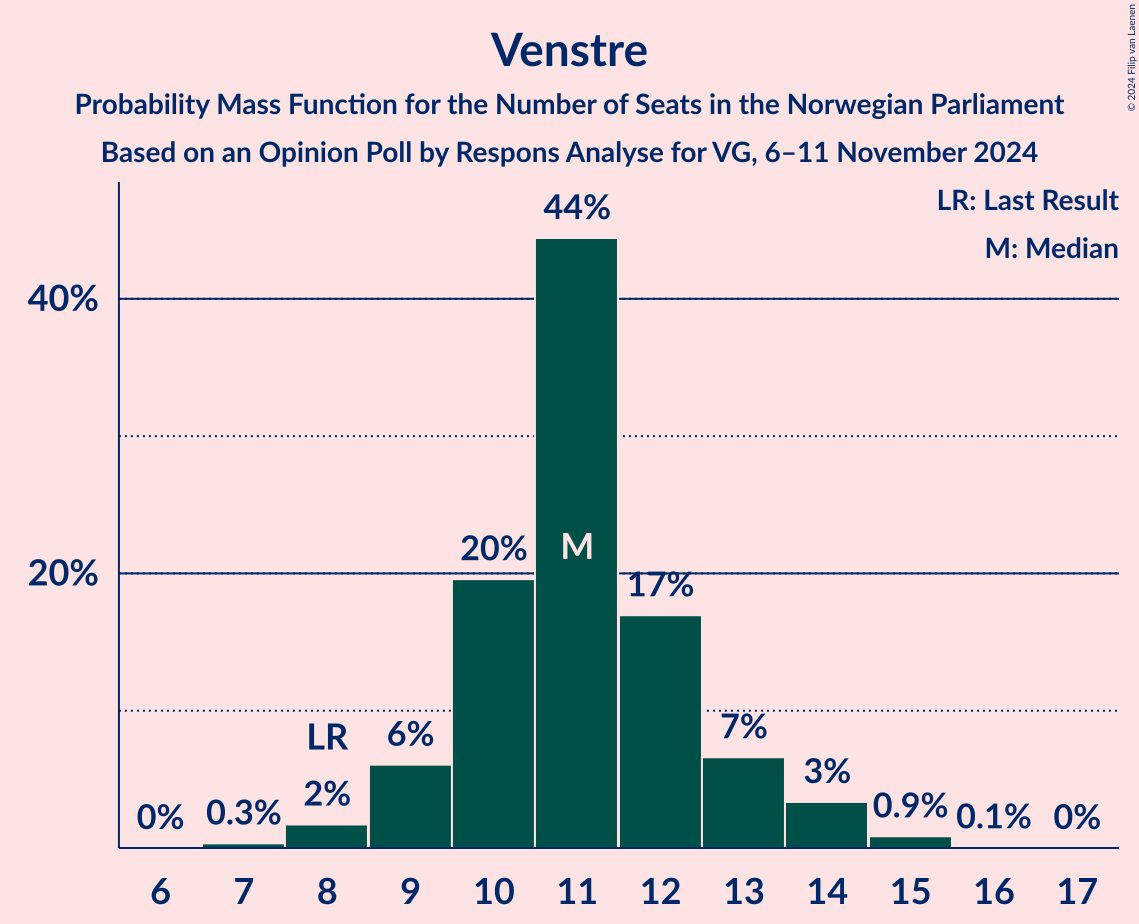 Venstre
Probability Mass Function for the Number of Seats in the Norwegian Parliament
Based on an Opinion Poll by Respons Analyse for VG, 6–11 November 2024
© 2024 Filip van Laenen
LR: Last Result
M: Median
40%
20%
0%
0.3%
LR
2%
6%
20%
44%
M
17%
7%
3%
0.9%
0.1%
0%
6 7 8 9 10 11 12 13 14 15 16 17